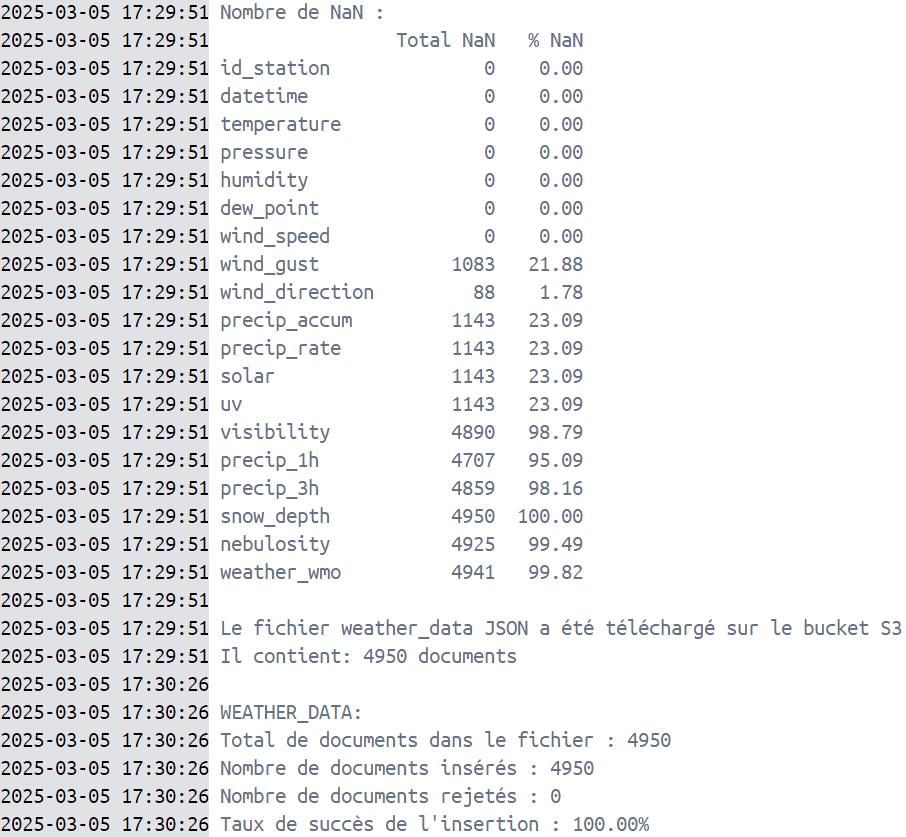 2025-03-05 17:29:51 Nombre de NaN :
2025-03-05 17:29:51 Total NaN % NaN
2025-03-05 17:29:51 id_station 0 0.00
2025-03-05 17:29:51 datetime 0 0.00
2025-03-05 17:29:51 temperature 0 0.00
2025-03-05 17:29:51 pressure 0 0.00
2025-03-05 17:29:51 humidity 0 0.00
2025-03-05 17:29:51 dew_point 0 0.00
2025-03-05 17:29:51 wind_speed 0 0.00
2025-03-05 17:29:51 wind_gust 1083 21.88
2025-03-05 17:29:51 wind_direction 88 1.78
2025-03-05 17:29:51 precip_accum 1143 23.09
2025-03-05 17:29:51 precip_rate 1143 23.09
2025-03-05 17:29:51 solar 1143 23.09
2025-03-05 17:29:51 uv 1143 23.09
2025-03-05 17:29:51 visibility 4890 98.79
2025-03-05 17:29:51 precip_1h 4707 95.09
2025-03-05 17:29:51 precip_3h 4859 98.16
2025-03-05 17:29:51 snow_depth 4950 100.00
2025-03-05 17:29:51 nebulosity 4925 99.49
2025-03-05 17:29:51 weather_wmo 4941 99.82
2025-03-05 17:29:51
2025-03-05 17:29:51 Le fichier weather_data JSON a été téléchargé sur le bucket S3
2025-03-05 17:29:51 Il contient: 4950 documents
2025-03-05 17:30:26
2025-03-05 17:30:26 WEATHER_DATA:
2025-03-05 17:30:26 Total de documents dans le fichier : 4950
2025-03-05 17:30:26 Nombre de documents insérés : 4950
2025-03-05 17:30:26 Nombre de documents rejetés : 0
2025-03-05 17:30:26 Taux de succès de l'insertion : 100.00%